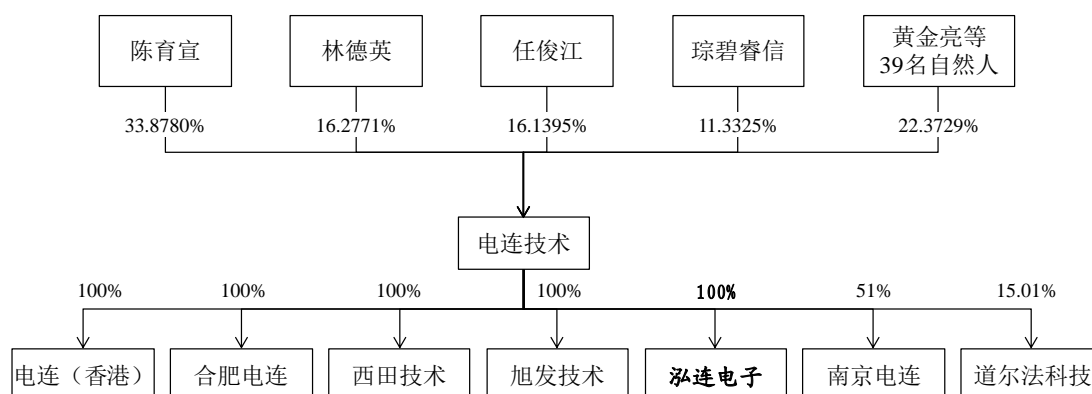 陈育宣
林德英
任俊江
琮碧睿信
黄金亮等
39名自然人
33.8780%
16.2771%
16.1395%
11.3325%
22.3729%
电连技术
100%
100%
100%
100%
100%
51%
15.01%
电连（香港）
合肥电连
西田技术
旭发技术
泓连电子
南京电连
道尔法科技